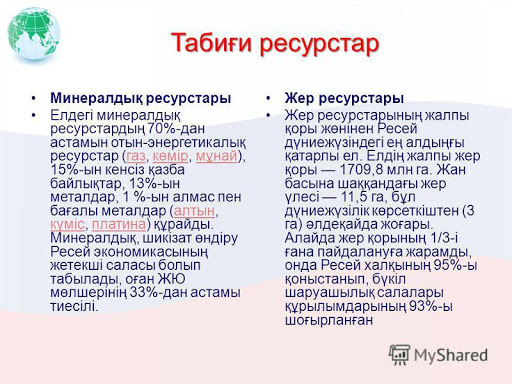 Табиғи ресурстар
• Минералдық ресурстары
• Елдегі минералдық
ресурстардың 70%-дан
астамын отын-энергетикалық
ресурстар (газ, көмір, мұнай),
15%-ын кенсіз қазба
байлықтар, 13%-ын
металдар, 1 %-ын алмас пен
бағалы металдар (алтын,
күміс, платина) құрайды.
Минералдық, шикізат өндіру
Ресей экономикасының
жетекші саласы болып
табылады, оған ЖЮ
мөлшерінің 33%-дан астамы
тиесілі.
• Жер ресурстары
• Жер ресурстарының жалпы
қоры жөнінен Ресей
дүниежүзіндегі ең алдыңғы
қатарлы ел. Елдің жалпы жер
қоры — 1709,8 млн га. Жан
басына шаққандағы жер
үлесі — 11,5 га, бұл
дүниежүзілік көрсеткіштен (3
га) әлдеқайда жоғары.
Алайда жер қорының 1/3-і
ғана пайдалануға жарамды,
онда Ресей халқының 95%-ы
қоныстанып, бүкіл
шаруашылық салалары
құрылымдарының 93%-ы
шоғырланған
MyShared